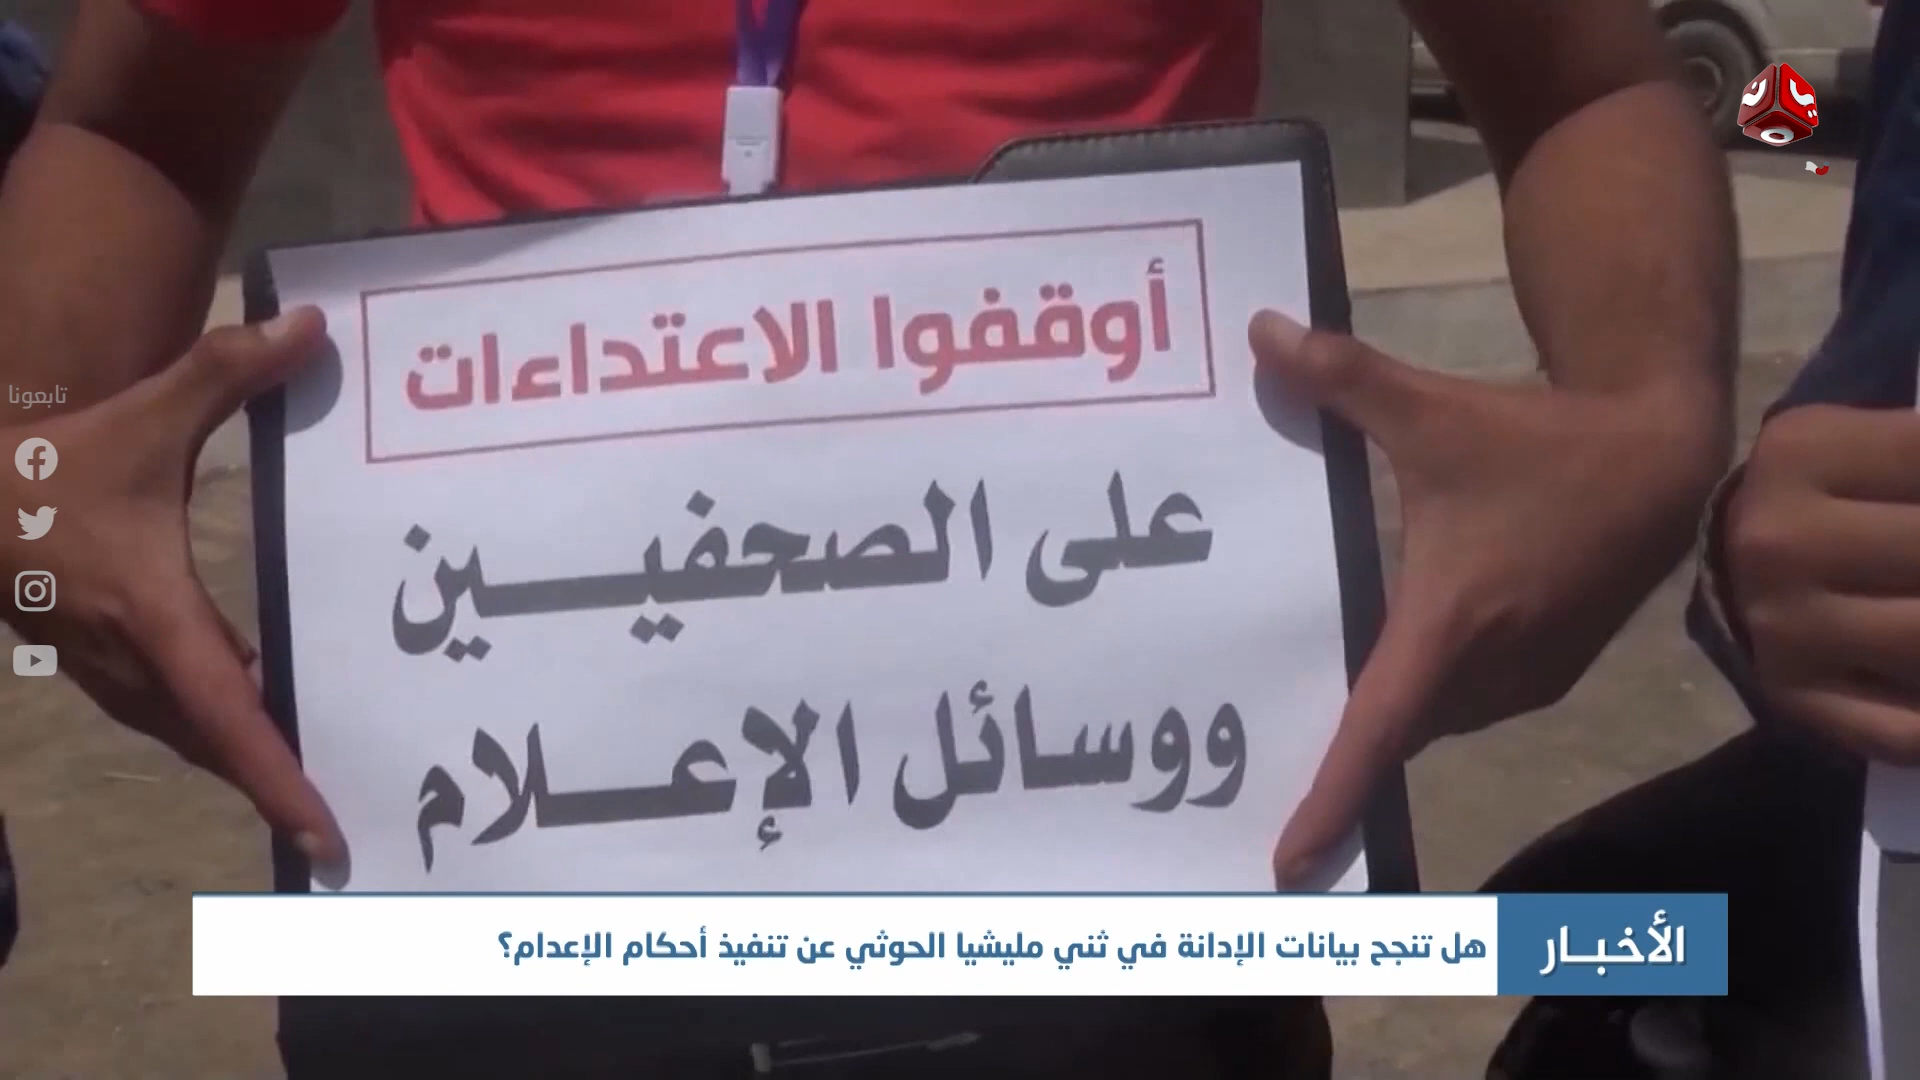 أوقفوا الاعتداءات
على الصحفيين
ووسائل الإعلام
تابعونا
الأخبار
هل تنجح بيانات الإدانة في ثني مليشيا الحوثي عن تنفيذ أحكام الإعدام؟